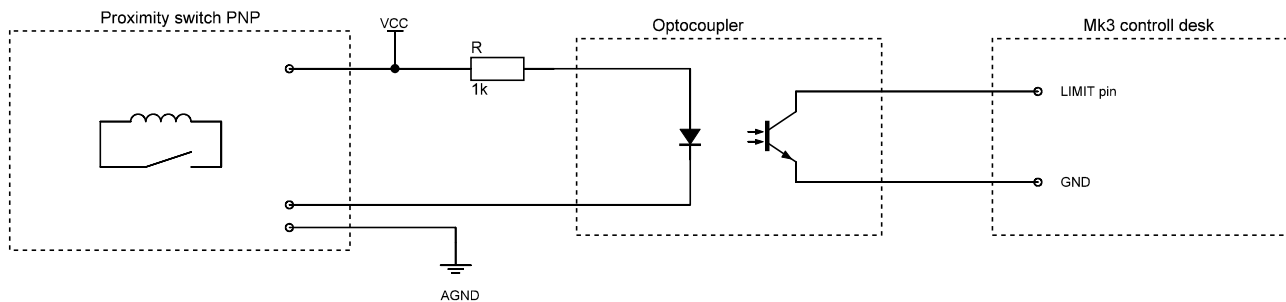 Proximity switch PNP
VCC
R
1k
AGND
Optocoupler
Mk3 controll desk
LIMIT pin
GND